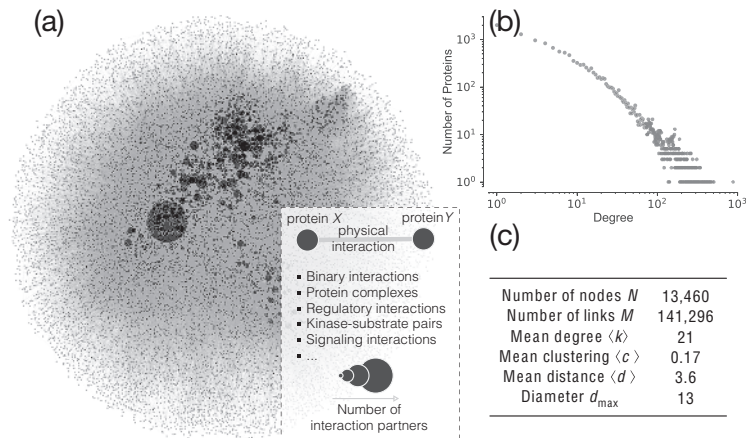 (a)
protein X
protein Y
physical
interaction
Binary interactions
Protein complexes
Regulatory interactions
Kinase-substrate pairs
Signaling interactions
...
Number of
interaction partners
(b)
Number of Proteins
10³
10²
10¹
10⁰
10⁰ 10¹ 10² 10³
Degree
(c)
Number of nodes N 13,460
Number of links M 141,296
Mean degree ⟨k⟩ 21
Mean clustering ⟨c⟩ 0.17
Mean distance ⟨d⟩ 3.6
Diameter dmax 13